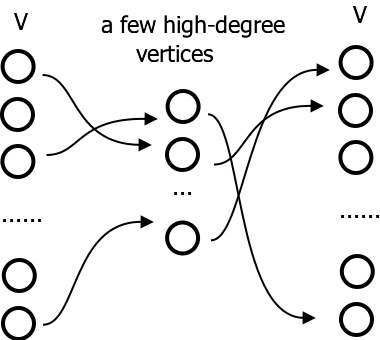 V
a few high-degree
vertices
V
...
......
......